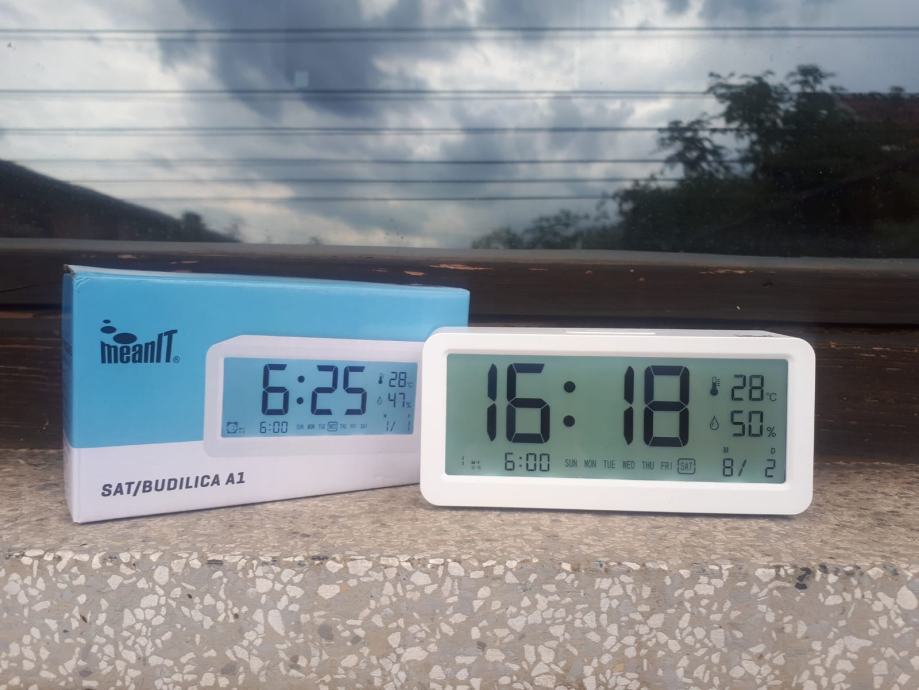 meanIT®
6:25
28°C
47%
6:00 SUN MON TUE WED THU FRI SAT
1/ 1
SAT/BUDILICA A1
16:18
28°C
50%
M D
6:00 SUN MON TUE WED THU FRI SAT 8/ 2